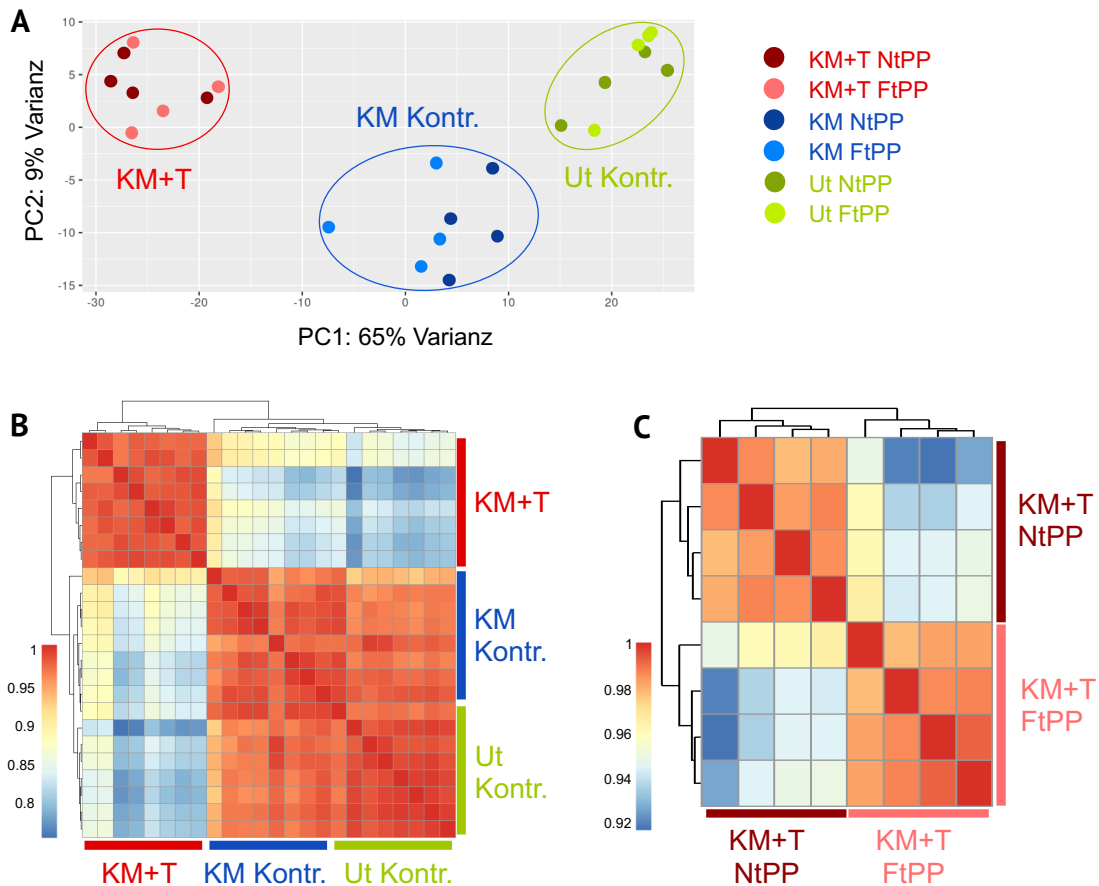 A
PC2: 9% Varianz
10
5
0
-5
-10
-15
KM+T
KM Kontr.
Ut Kontr.
-30
-20
-10
0
10
20
PC1: 65% Varianz
KM+T NtPP
KM+T FtPP
KM NtPP
KM FtPP
Ut NtPP
Ut FtPP
B
1
0.95
0.9
0.85
0.8
KM+T
KM
Kontr.
Ut
Kontr.
KM+T
KM Kontr.
Ut Kontr.
C
1
0.98
0.96
0.94
0.92
KM+T
NtPP
KM+T
FtPP
KM+T
NtPP
KM+T
FtPP